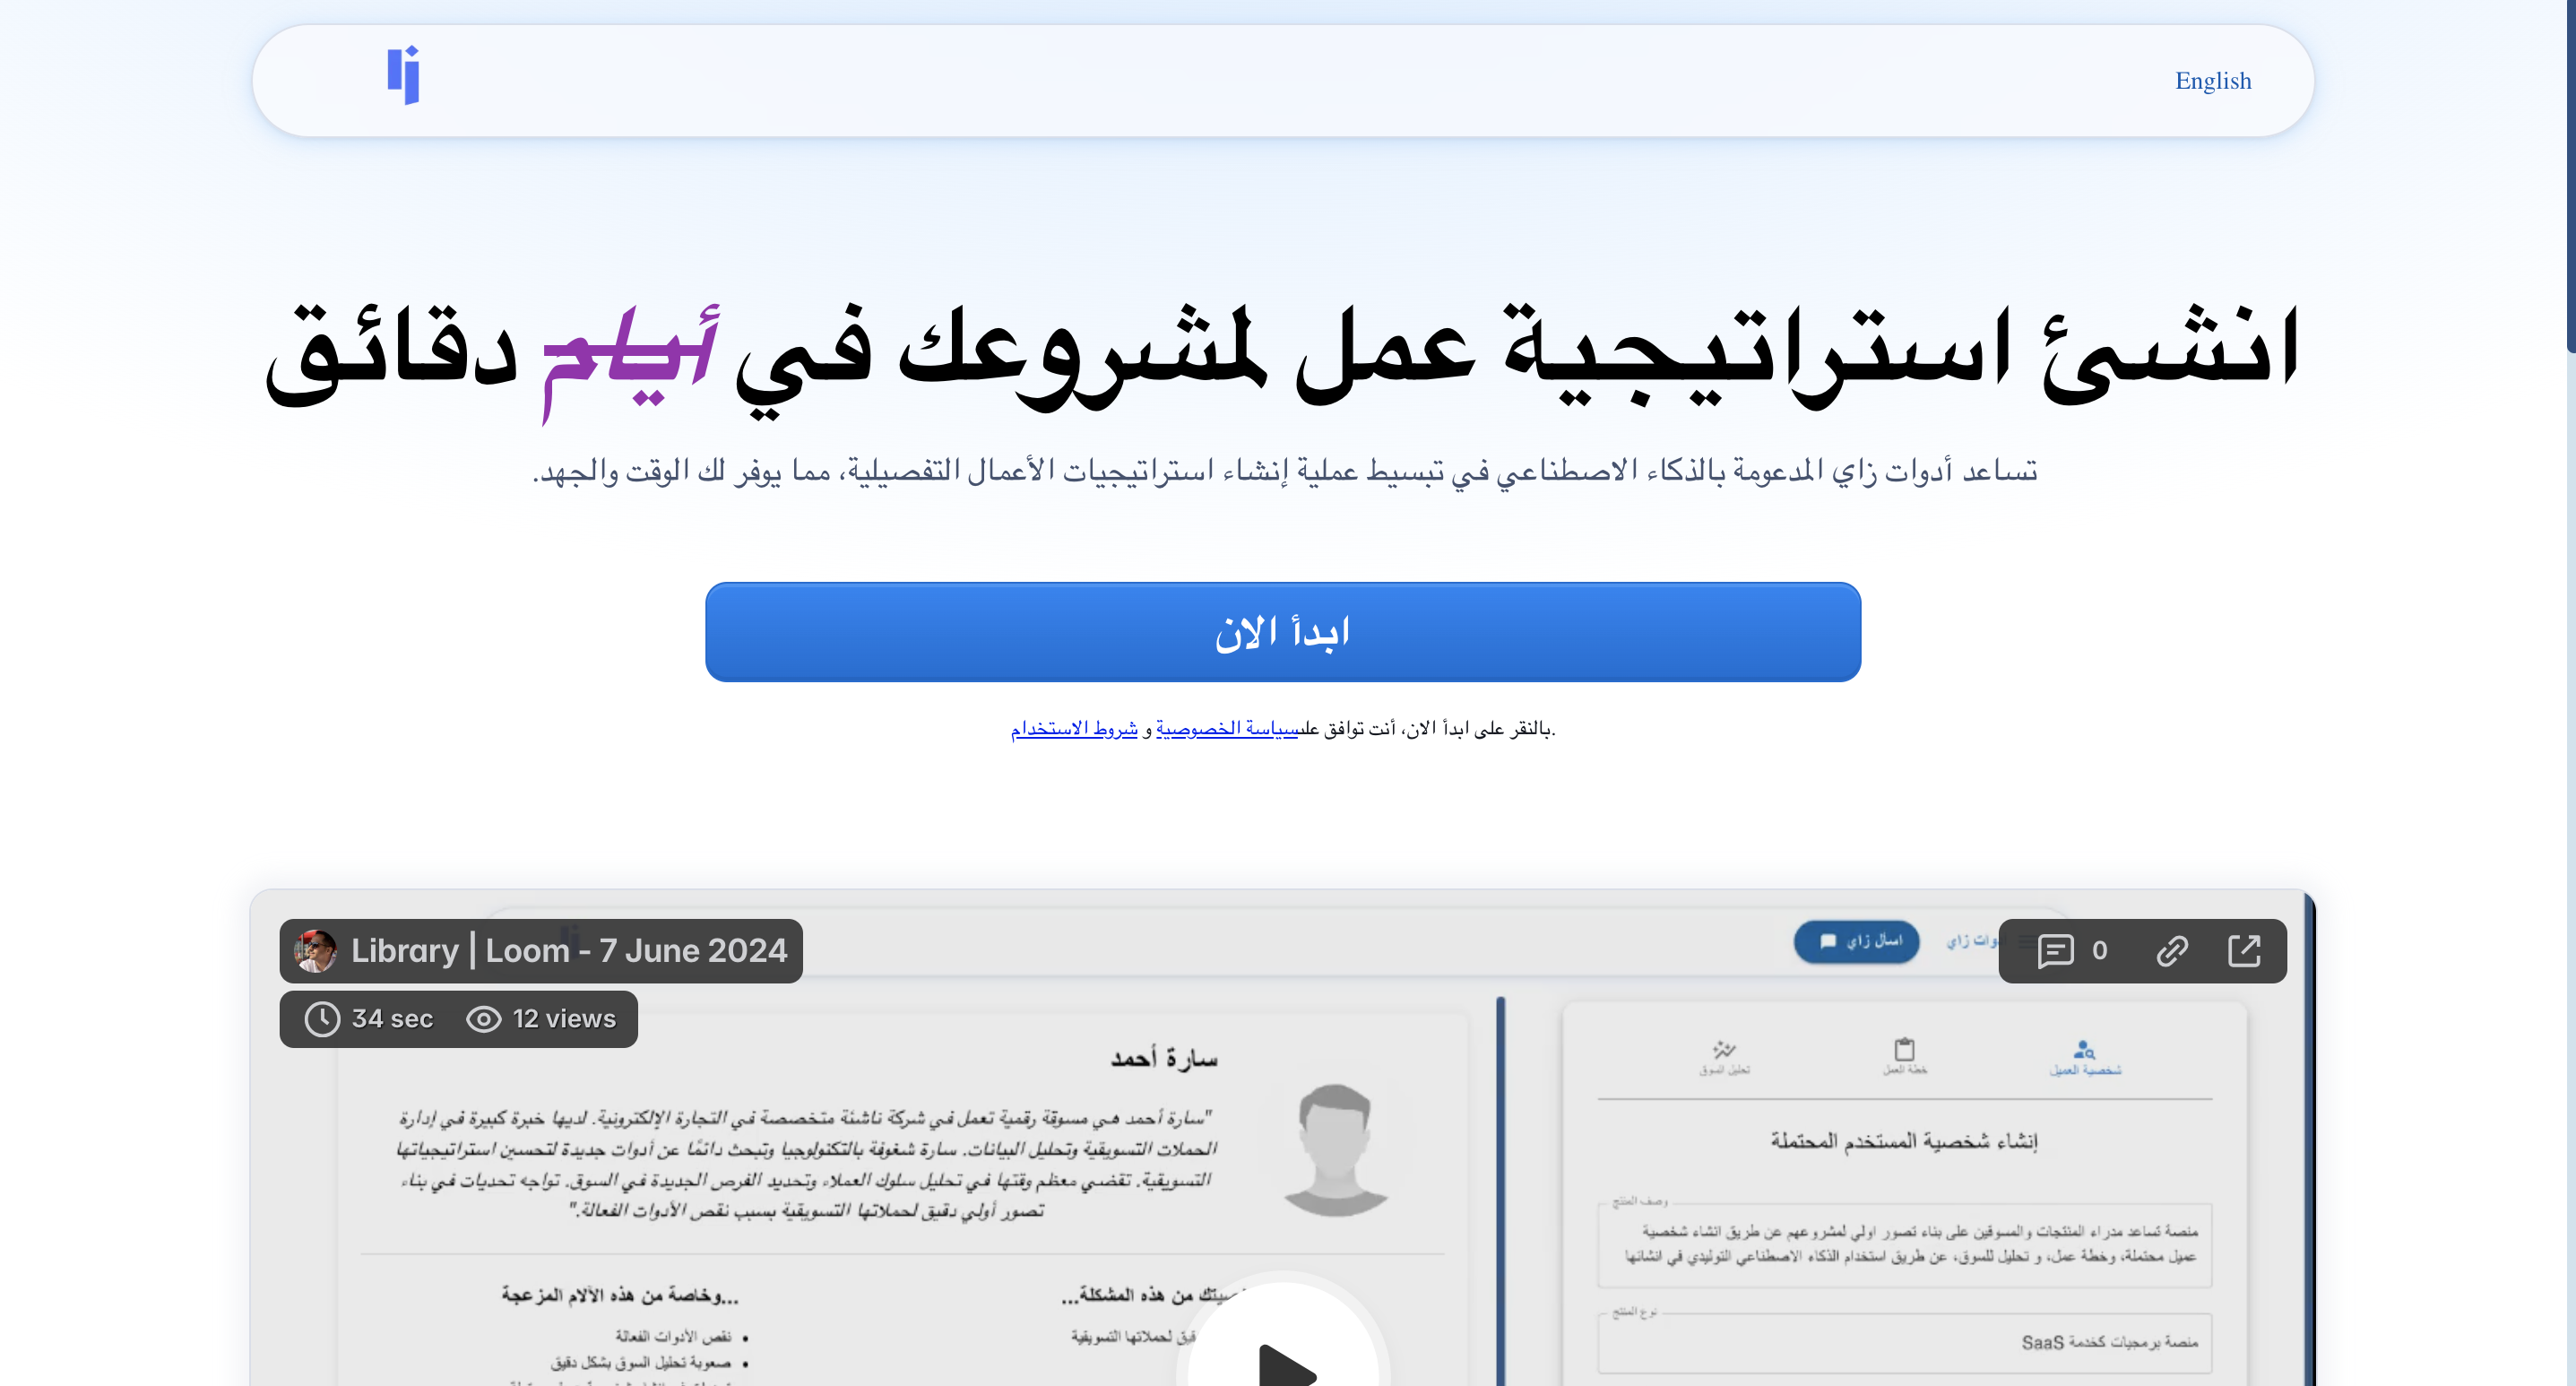 English
انشئ استراتيجية عمل لمشروعك في أيام دقائق
تساعد أدوات زاي المدعومة بالذكاء الاصطناعي في تبسيط عملية إنشاء استراتيجيات الأعمال التفصيلية، مما يوفر لك الوقت والجهد.
ابدأ الان
بالنقر على ابدأ الان، أنت توافق علىسياسة الخصوصية و شروط الاستخدام.
Library | Loom - 7 June 2024
34 sec 12 views
0
وات زاي
اسأل زاي
شخصية العميل
خطة العمل
تحليل السوق
إنشاء شخصية المستخدم المحتملة
وصف المنتج
منصة تساعد مدراء المنتجات والمسوقين على بناء تصور اولي لمشروعهم عن طريق انشاء شخصية
عميل محتملة، وخطة عمل، و تحليل للسوق، عن طريق استخدام الذكاء الاصطناعي التوليدي في انشائها
نوع المنتج
منصة برمجيات كخدمة SaaS
سارة أحمد
"سارة أحمد هي مسوقة رقمية تعمل في شركة ناشئة متخصصة في التجارة الإلكترونية. لديها خبرة كبيرة في إدارة
الحملات التسويقية وتحليل البيانات. سارة شغوفة بالتكنولوجيا وتبحث دائمًا عن أدوات جديدة لتحسين استراتيجياتها
التسويقية. تقضي معظم وقتها في تحليل سلوك العملاء وتحديد الفرص الجديدة في السوق. تواجه تحديات في بناء
تصور أولي دقيق لحملاتها التسويقية بسبب نقص الأدوات الفعالة."
من هذه المشكلة...
لحملاتها التسويقية
...وخاصة من هذه الآلام المزعجة
• نقص الأدوات الفعالة
• صعوبة تحليل السوق بشكل دقيق